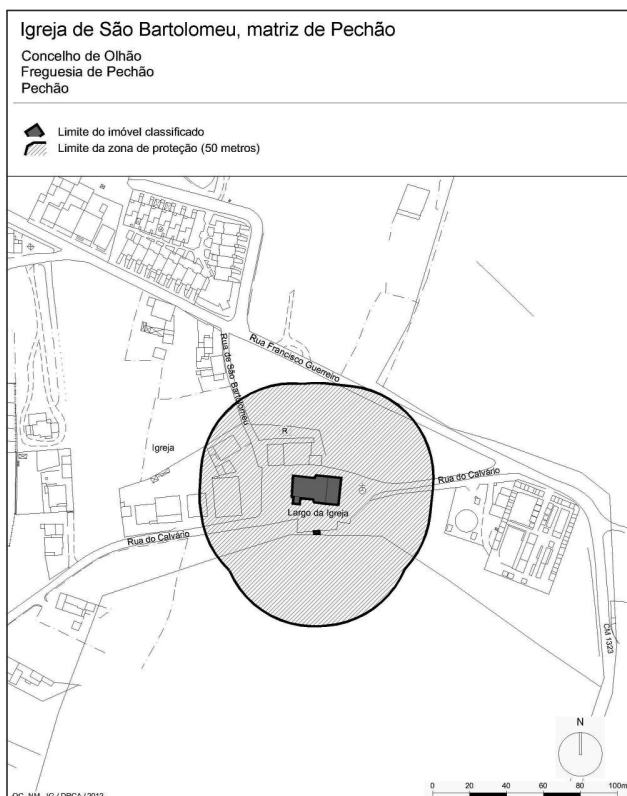 Igreja de São Bartolomeu, matriz de Pechão
Concelho de Olhão
Freguesia de Pechão
Pechão
Limite do imóvel classificado
Limite da zona de proteção (50 metros)
Rua Francisco Guerreiro
Rua de São Bartolomeu
R
Igreja
Rua do Calvário
Largo da Igreja
Rua do Calvário
CM 1323
N
0 20 40 60 80 100m